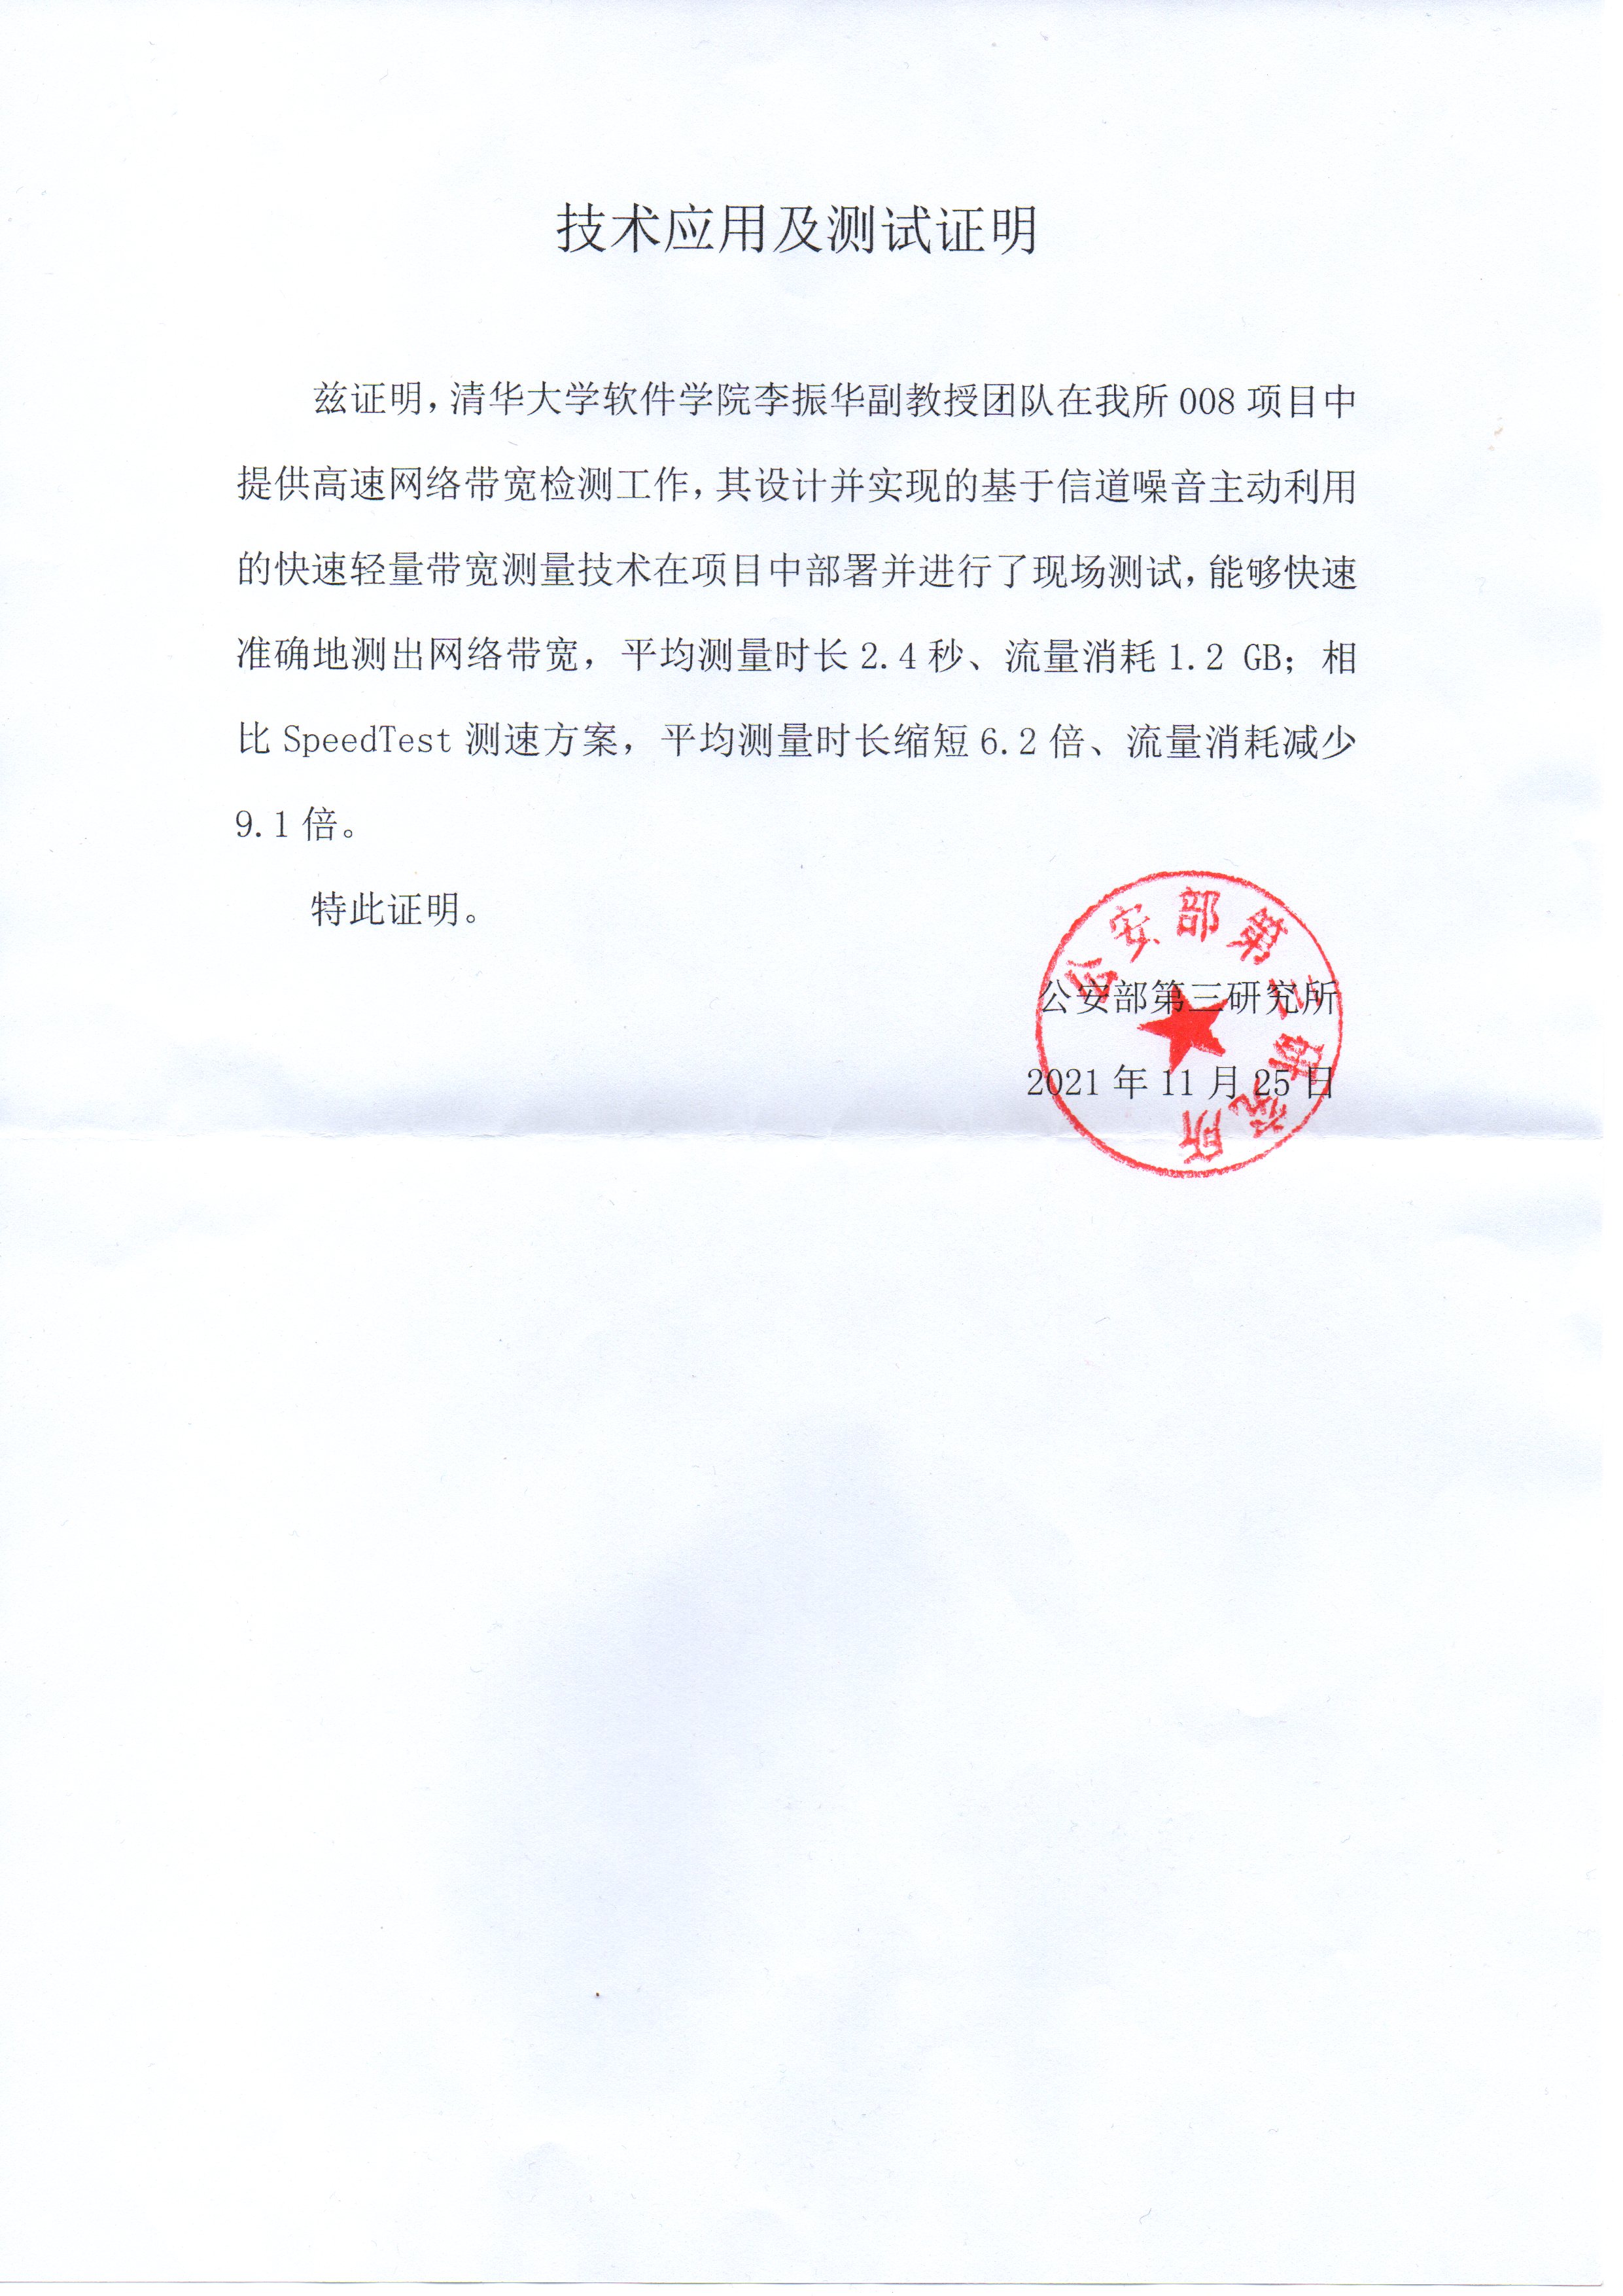 技术应用及测试证明
兹证明，清华大学软件学院李振华副教授团队在我所 008 项目中
提供高速网络带宽检测工作，其设计并实现的基于信道噪音主动利用
的快速轻量带宽测量技术在项目中部署并进行了现场测试，能够快速
准确地测出网络带宽，平均测量时长 2.4 秒、流量消耗 1.2 GB；相
比 SpeedTest 测速方案，平均测量时长缩短 6.2 倍、流量消耗减少
9.1 倍。
特此证明。
公安部第三研究所
公安部第三研究所
2021 年 11 月 25 日